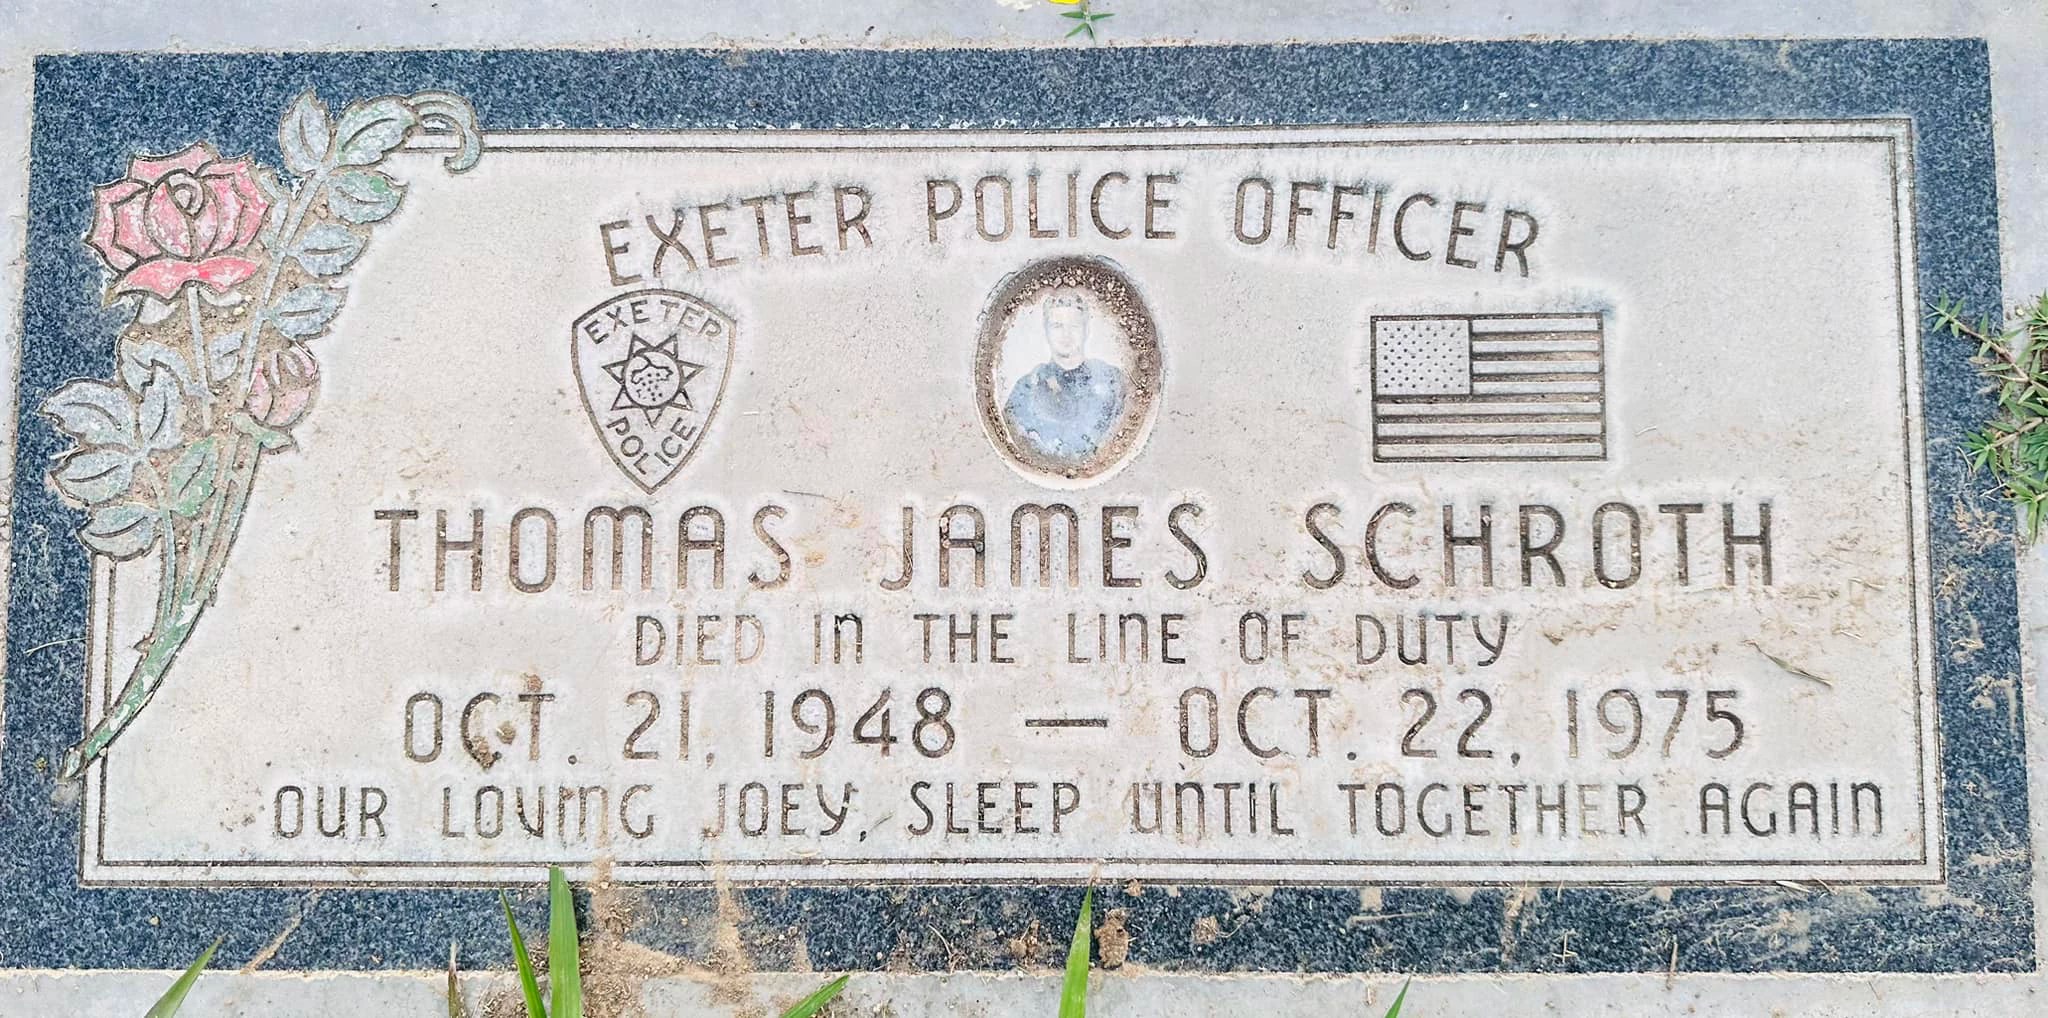 EXETER POLICE OFFICER
EXETER
POLICE
THOMAS JAMES SCHROTH
DIED IN THE LINE OF DUTY
OCT. 21, 1948 — OCT. 22, 1975
OUR LOVING JOEY, SLEEP UNTIL TOGETHER AGAIN